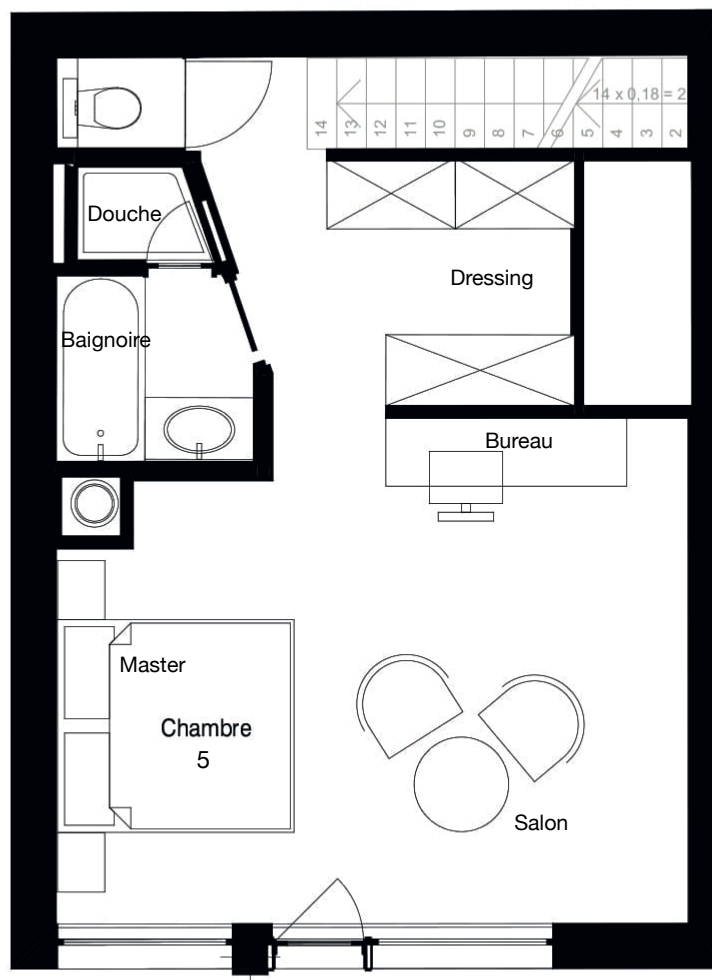 14 x 0,18 = 2
14 13 12 11 10 9 8 7 6 5 4 3 2
Douche
Dressing
Baignoire
Bureau
Master
Chambre
5
Salon